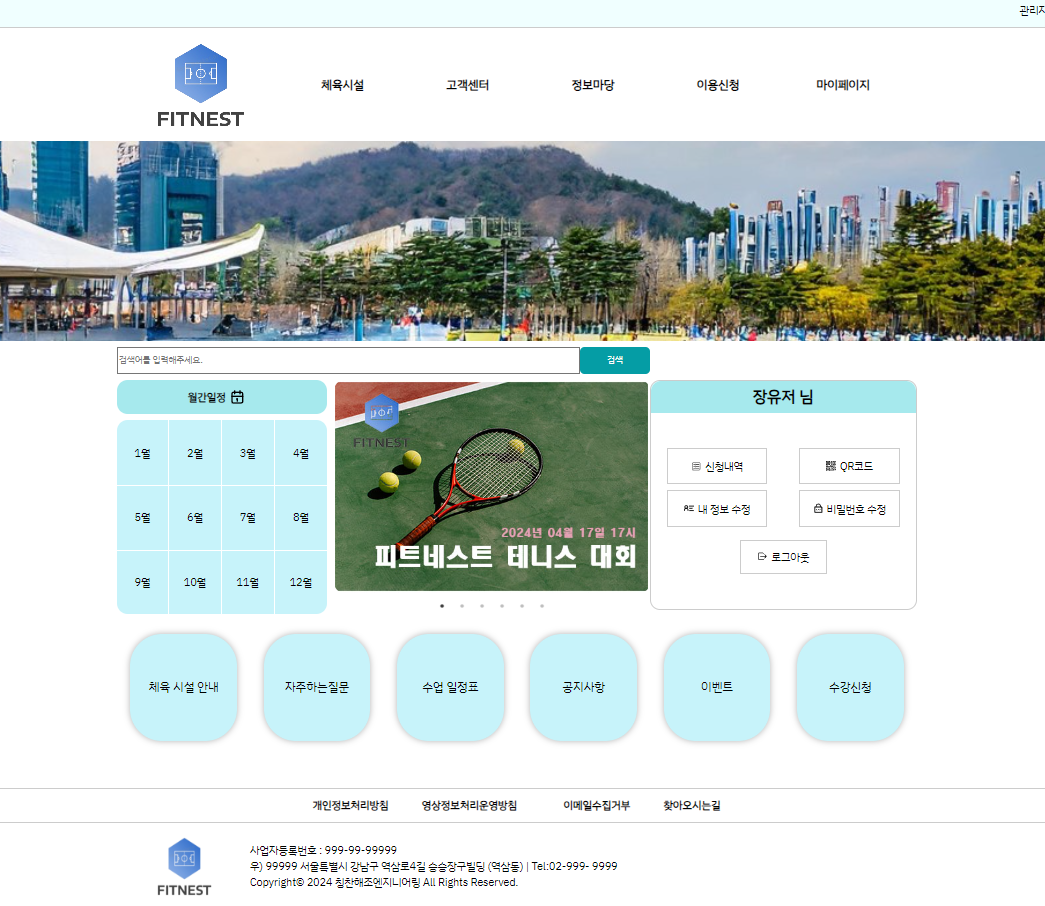 관리자
FITNEST
체육시설 고객센터 정보마당 이용신청 마이페이지
검색어를 입력해주세요. 검색
월간일정
1월 2월 3월 4월
5월 6월 7월 8월
9월 10월 11월 12월
FITNEST
2024년 04월 17일 17시
피트네스트 테니스 대회
장유저 님
신청내역 QR코드
내 정보 수정 비밀번호 수정
로그아웃
체육 시설 안내 자주하는질문 수업 일정표 공지사항 이벤트 수강신청
개인정보처리방침 영상정보처리운영방침 이메일수집거부 찾아오시는길
FITNEST
사업자등록번호 : 999-99-99999
우) 99999 서울특별시 강남구 역삼로4길 승승장구빌딩 (역삼동) | Tel:02-999- 9999
Copyright© 2024 칭찬해조엔지니어링 All Rights Reserved.